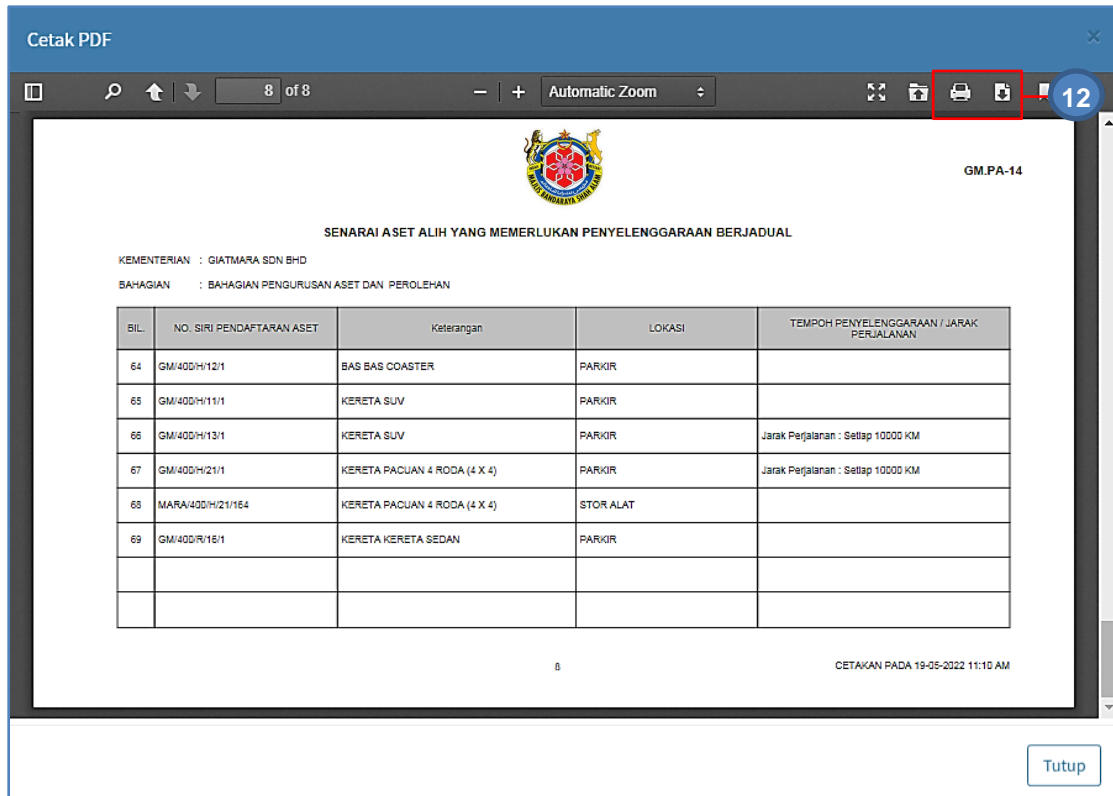 Cetak PDF
×
8 of 8
− + Automatic Zoom
12
MAJLIS BANDARAYA SHAH ALAM
GM.PA-14
SENARAI ASET ALIH YANG MEMERLUKAN PENYELENGGARAAN BERJADUAL
KEMENTERIAN : GIATMARA SDN BHD
BAHAGIAN : BAHAGIAN PENGURUSAN ASET DAN PEROLEHAN
BIL. NO. SIRI PENDAFTARAN ASET Keterangan LOKASI TEMPOH PENYELENGGARAAN / JARAK
PERJALANAN
64 GM/400/H/12/1 BAS BAS COASTER PARKIR
65 GM/400/H/11/1 KERETA SUV PARKIR
66 GM/400/H/13/1 KERETA SUV PARKIR Jarak Perjalanan : Setiap 10000 KM
67 GM/400/H/21/1 KERETA PACUAN 4 RODA (4 X 4) PARKIR Jarak Perjalanan : Setiap 10000 KM
68 MARA/400/H/21/164 KERETA PACUAN 4 RODA (4 X 4) STOR ALAT
69 GM/400/R/16/1 KERETA KERETA SEDAN PARKIR
8 CETAKAN PADA 19-05-2022 11:10 AM
Tutup